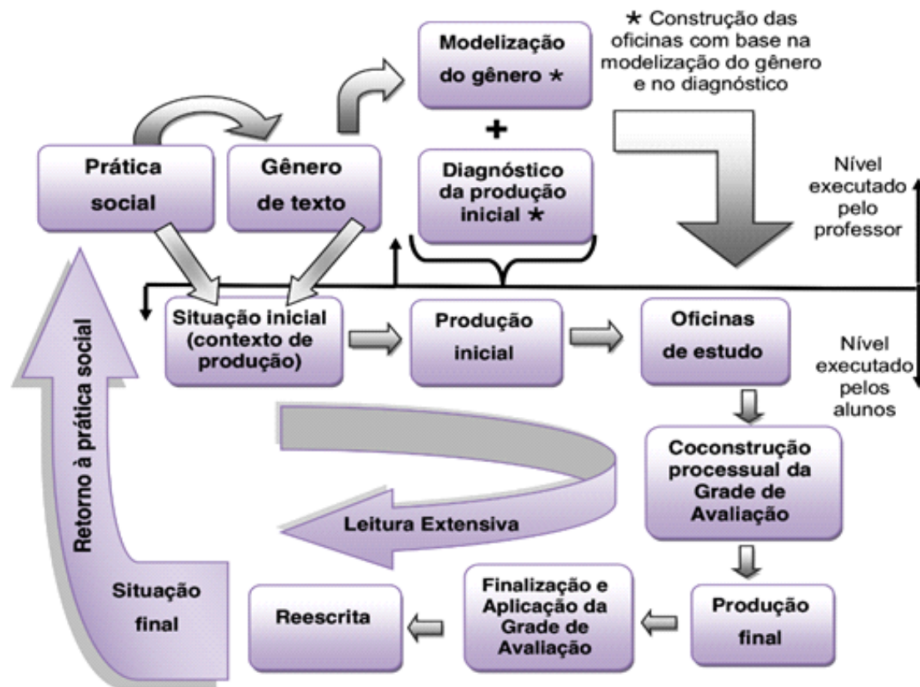 Modelização
do gênero *
* Construção das
oficinas com base na
modelização do gênero
e no diagnóstico
+
Prática
social
Gênero
de texto
Diagnóstico
da produção
inicial *
Nível
executado
pelo
professor
Situação inicial
(contexto de
produção)
Produção
inicial
Oficinas
de estudo
Nível
executado
pelos
alunos
Coconstrução
processual da
Grade de
Avaliação
Leitura Extensiva
Retorno à prática social
Situação
final
Reescrita
Finalização e
Aplicação da
Grade de
Avaliação
Produção
final